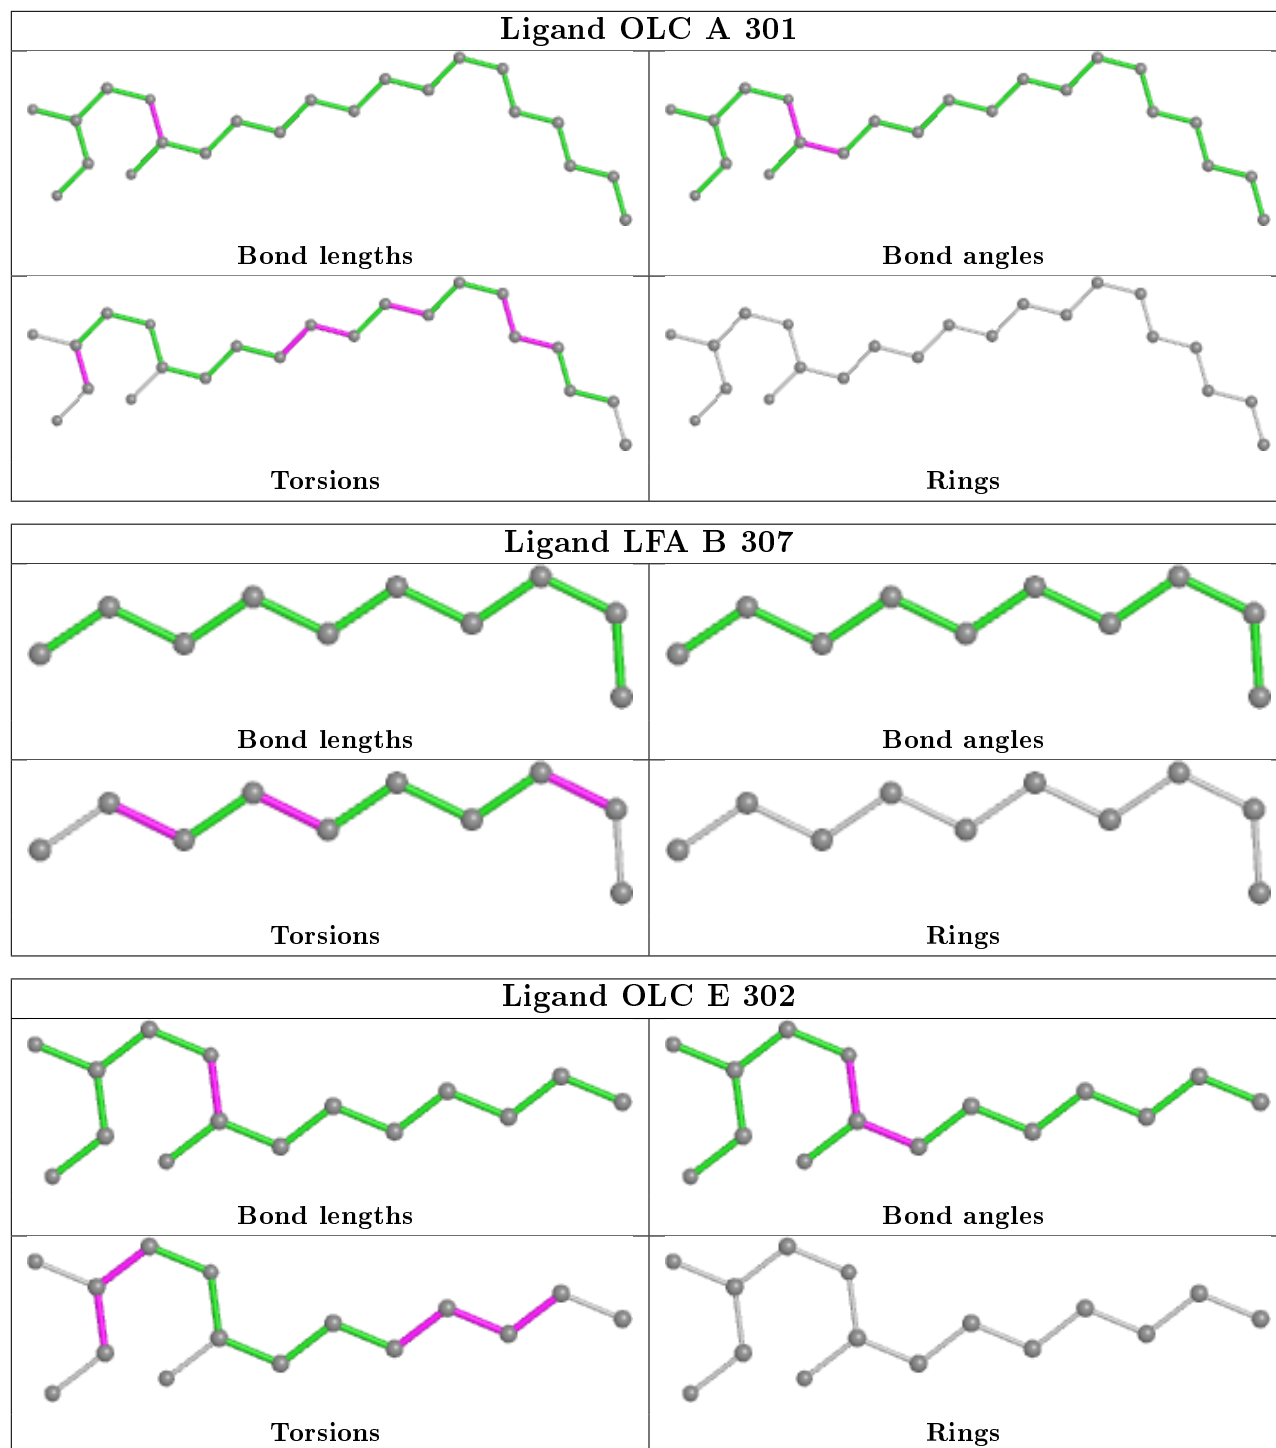 Ligand OLC A 301
Bond lengths
Bond angles
Torsions
Rings
Ligand LFA B 307
Bond lengths
Bond angles
Torsions
Rings
Ligand OLC E 302
Bond lengths
Bond angles
Torsions
Rings